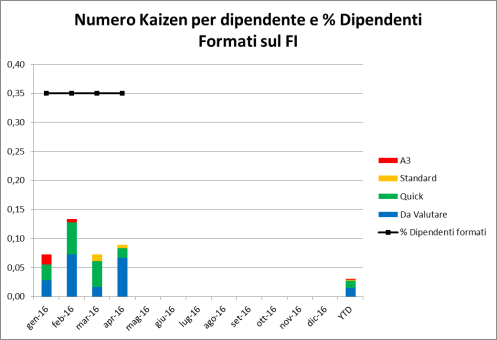 Numero Kaizen per dipendente e % Dipendenti
Formati sul FI
0,40
0,35
0,30
0,25
0,20
0,15
0,10
0,05
0,00
gen-16
feb-16
mar-16
apr-16
mag-16
giu-16
lug-16
ago-16
set-16
ott-16
nov-16
dic-16
YTD
A3
Standard
Quick
Da Valutare
% Dipendenti formati